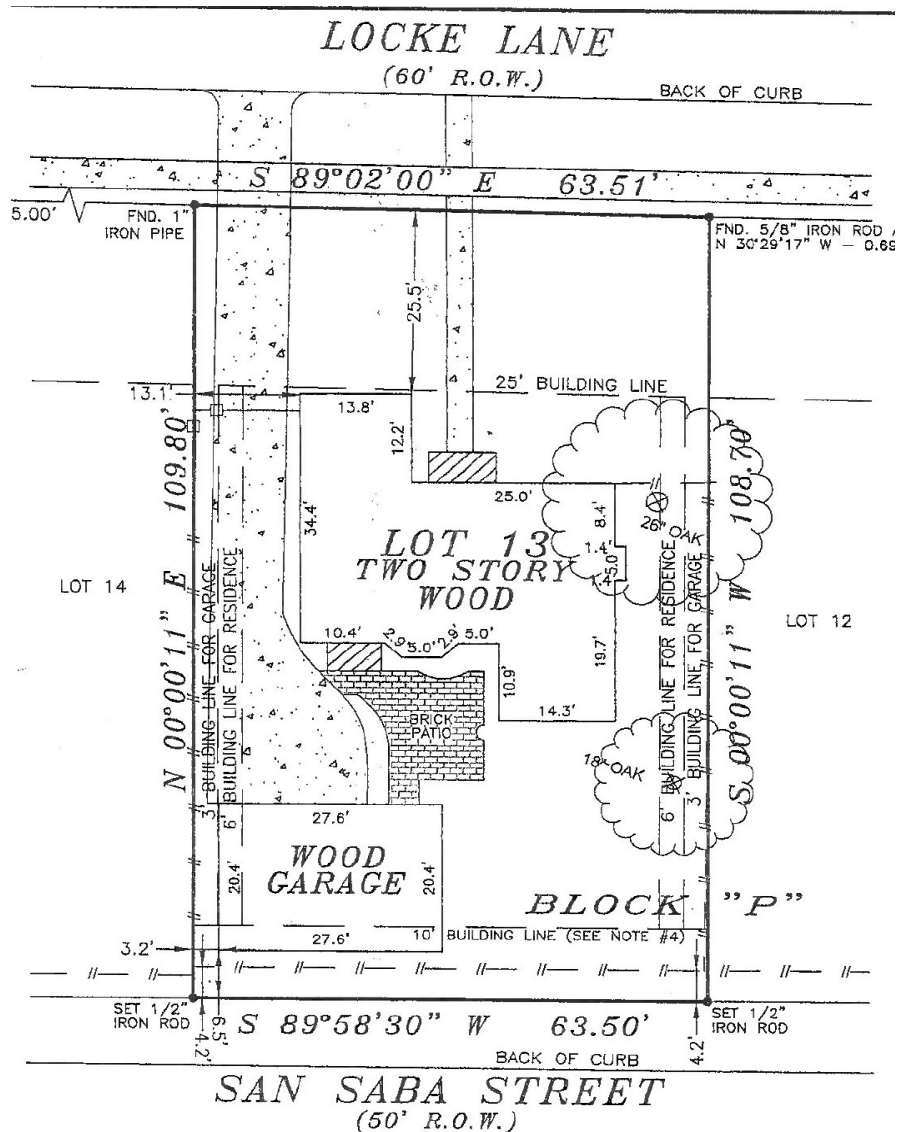 LOCKE LANE
(60' R.O.W.)
BACK OF CURB
S 89°02'00" E 63.51'
5.00'
FND. 1"
IRON PIPE
FND. 5/8" IRON ROD
N 30°29'17" W – 0.69
25.5'
25' BUILDING LINE
13.1'
13.8'
12.2'
25.0'
34.4'
8.4'
26" OAK
1.4'
5.0'
1.4'
N 00°00'11" E 109.80'
S 00°00'11" W 108.70'
LOT 13
TWO STORY
WOOD
LOT 14
LOT 12
3' BUILDING LINE FOR GARAGE
6' BUILDING LINE FOR RESIDENCE
6' BUILDING LINE FOR RESIDENCE
3' BUILDING LINE FOR GARAGE
10.4'
2.9'
5.0'
2.9'
5.0'
19.7'
10.9'
14.3'
BRICK
PATIO
18" OAK
27.6'
WOOD
GARAGE
20.4'
20.4'
BLOCK "P"
27.6'
10' BUILDING LINE (SEE NOTE #4)
3.2'
SET 1/2"
IRON ROD
4.2'
6.5'
S 89°58'30" W 63.50'
4.2'
SET 1/2"
IRON ROD
BACK OF CURB
SAN SABA STREET
(50' R.O.W.)